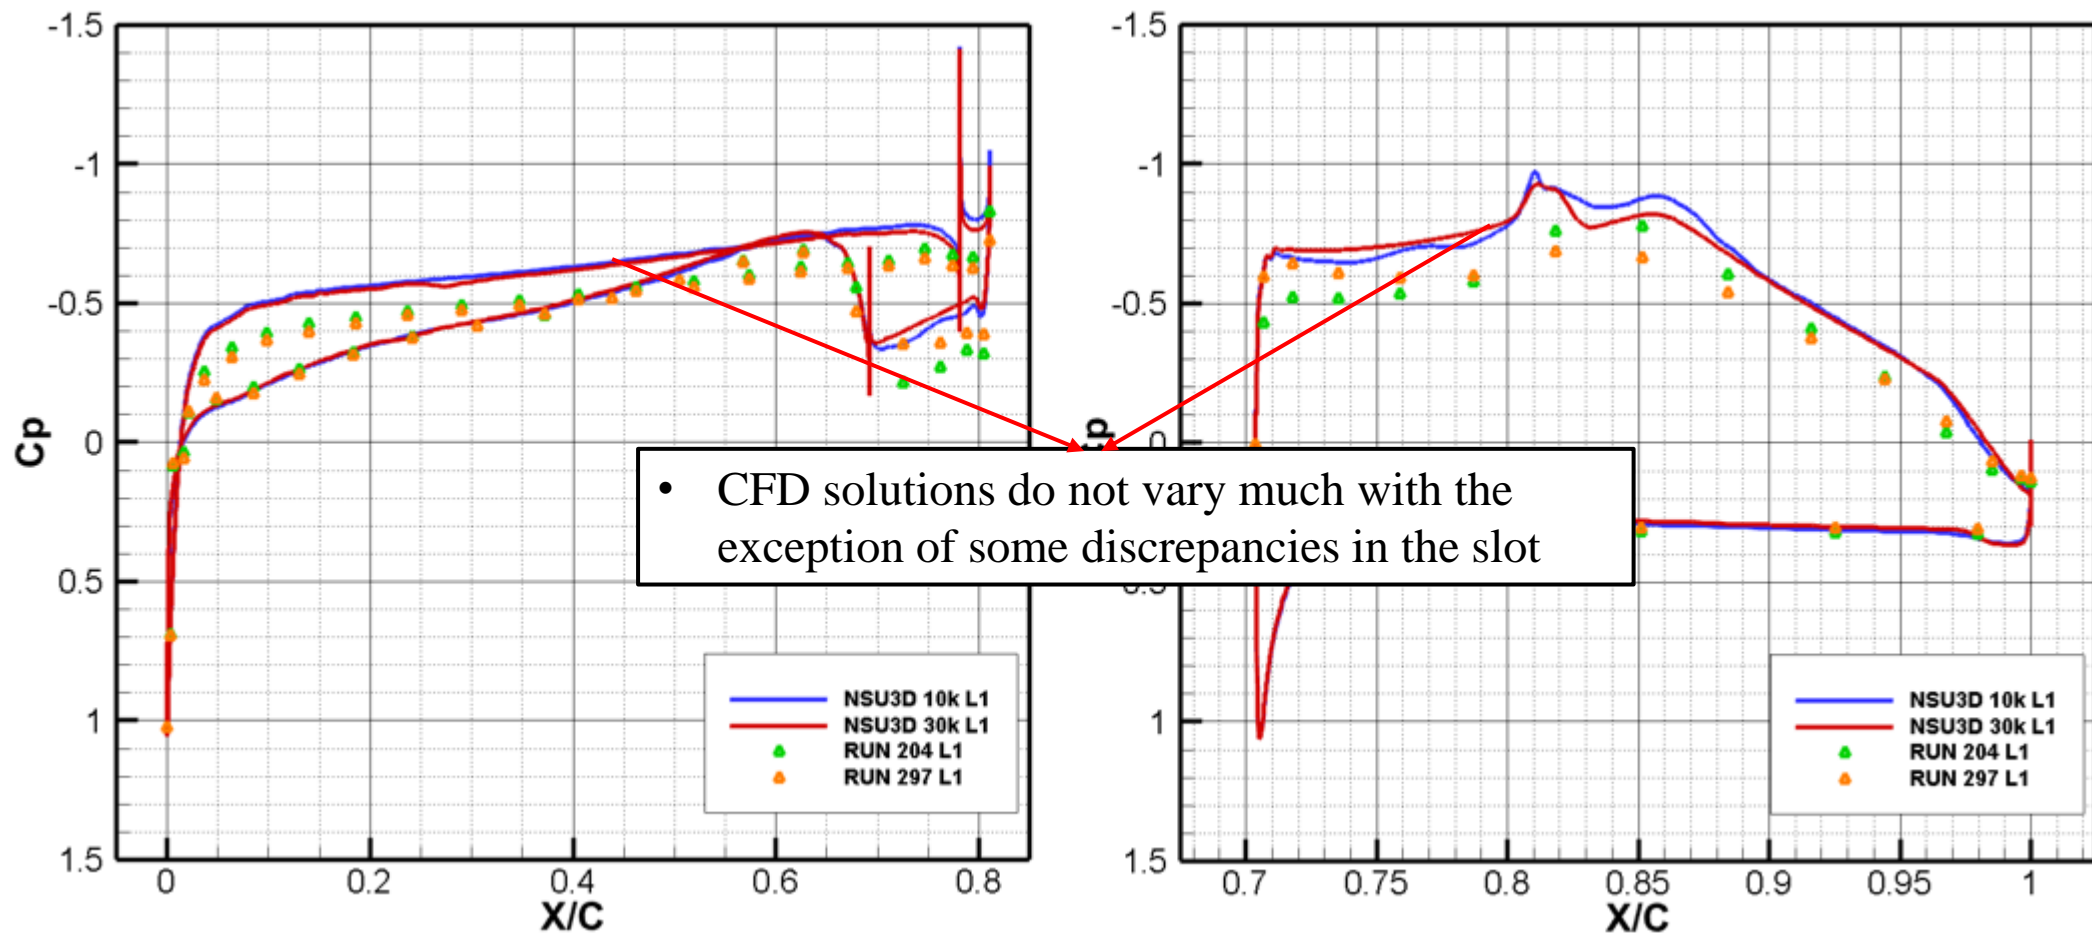 -1.5
-1
-0.5
0
0.5
1
1.5
Cp
0
0.2
0.4
0.6
0.8
X/C
NSU3D 10k L1
NSU3D 30k L1
RUN 204 L1
RUN 297 L1
-1.5
-1
-0.5
1
1.5
0.7
0.75
0.8
0.85
0.9
0.95
1
X/C
NSU3D 10k L1
NSU3D 30k L1
RUN 204 L1
RUN 297 L1
• CFD solutions do not vary much with the
exception of some discrepancies in the slot